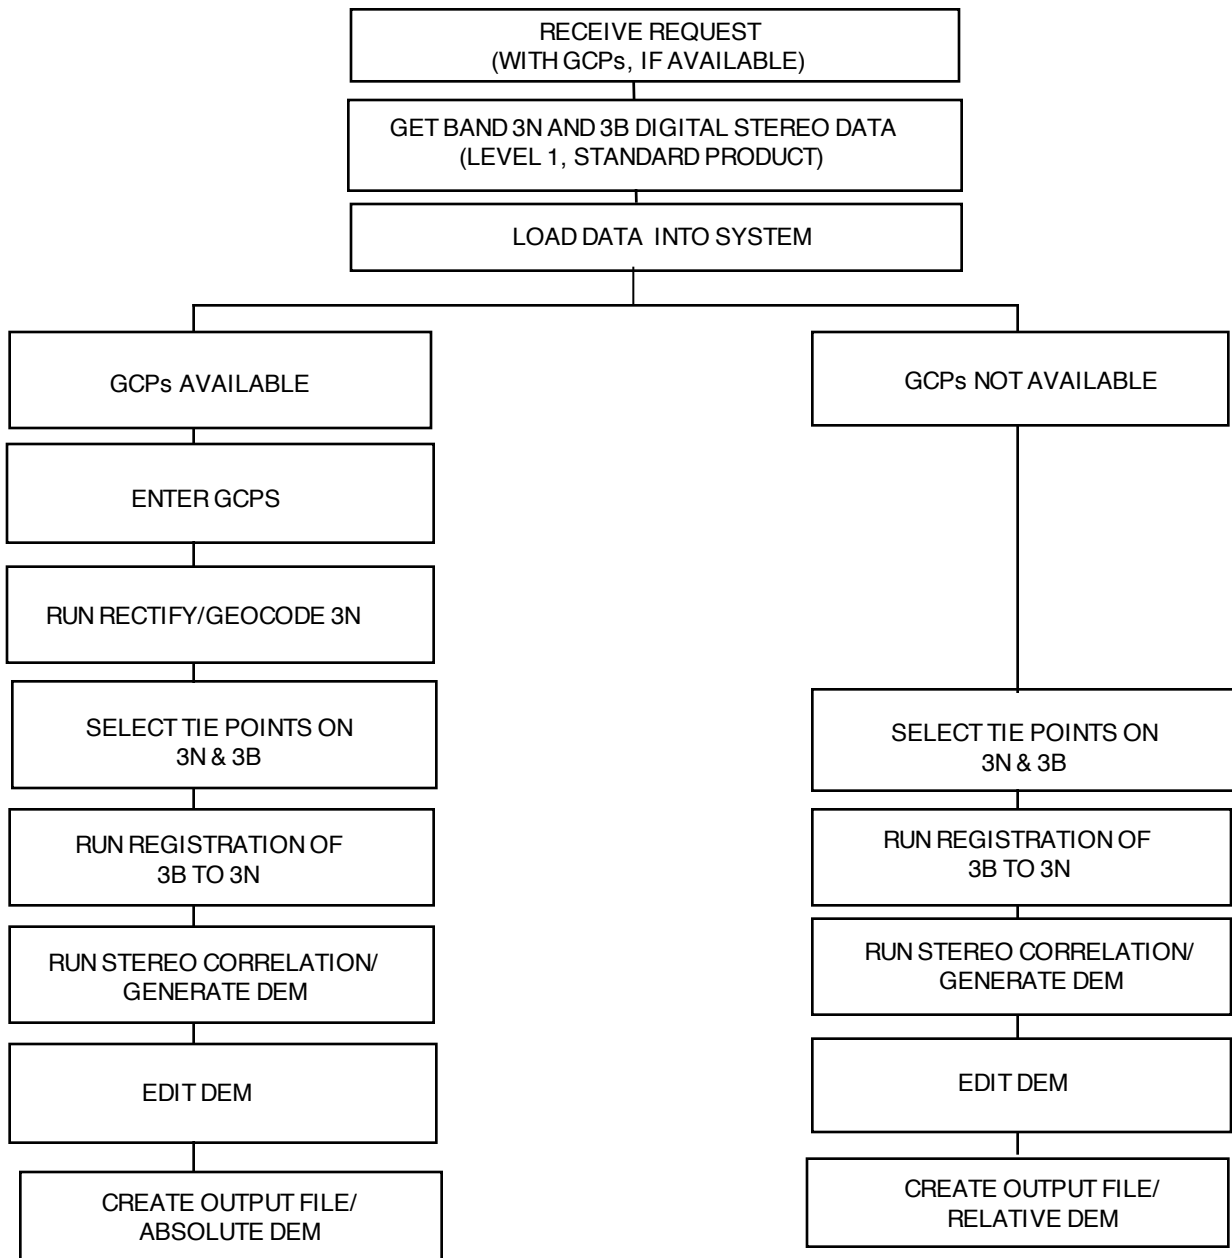 RECEIVE REQUEST
(WITH GCPs, IF AVAILABLE)
GET BAND 3N AND 3B DIGITAL STEREO DATA
(LEVEL 1, STANDARD PRODUCT)
LOAD DATA INTO SYSTEM
GCPs AVAILABLE
ENTER GCPS
RUN RECTIFY/GEOCODE 3N
SELECT TIE POINTS ON
3N & 3B
RUN REGISTRATION OF
3B TO 3N
RUN STEREO CORRELATION/
GENERATE DEM
EDIT DEM
CREATE OUTPUT FILE/
ABSOLUTE DEM
GCPs NOT AVAILABLE
SELECT TIE POINTS ON
3N & 3B
RUN REGISTRATION OF
3B TO 3N
RUN STEREO CORRELATION/
GENERATE DEM
EDIT DEM
CREATE OUTPUT FILE/
RELATIVE DEM